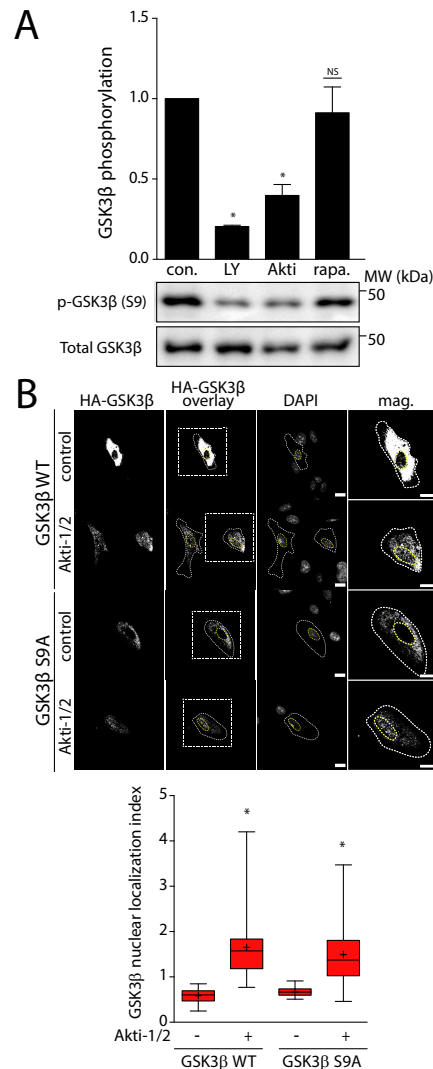 A
GSK3β phosphorylation
1.5
1.0
0.5
0.0
*
*
NS
con. LY Akti rapa.
MW (kDa)
p-GSK3β (S9)
50
Total GSK3β
50
B
HA-GSK3β
HA-GSK3β
overlay
DAPI
mag.
GSK3β WT
control
Akti-1/2
GSK3β S9A
control
Akti-1/2
GSK3β nuclear localization index
5
4
3
2
1
0
*
*
+ + + +
Akti-1/2 - + - +
GSK3β WT GSK3β S9A